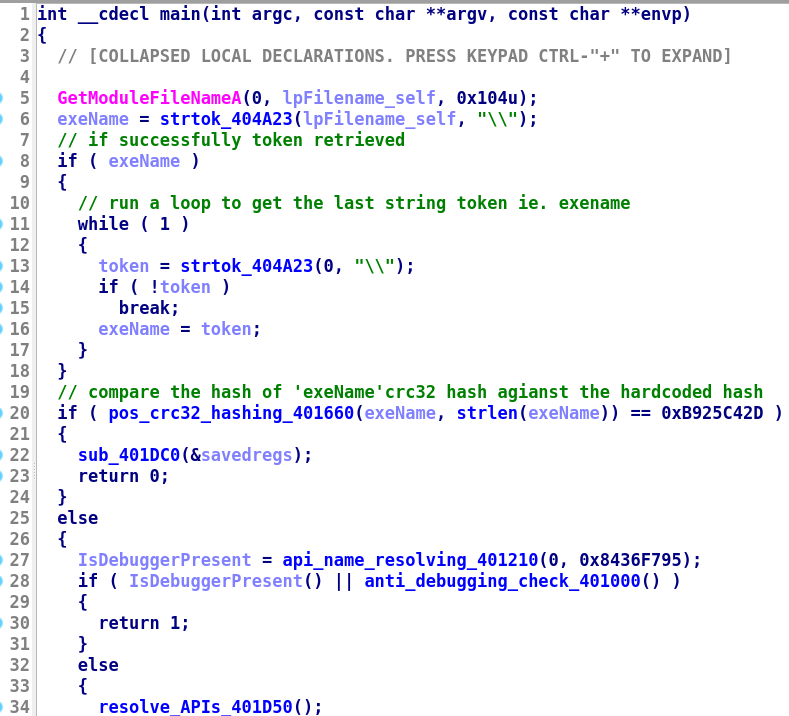 1 int __cdecl main(int argc, const char **argv, const char **envp)
2 {
3   // [COLLAPSED LOCAL DECLARATIONS. PRESS KEYPAD CTRL-"+" TO EXPAND]
4
5   GetModuleFileNameA(0, lpFilename_self, 0x104u);
6   exeName = strtok_404A23(lpFilename_self, "\\");
7   // if successfully token retrieved
8   if ( exeName )
9   {
10     // run a loop to get the last string token ie. exename
11     while ( 1 )
12     {
13       token = strtok_404A23(0, "\\");
14       if ( !token )
15         break;
16       exeName = token;
17     }
18   }
19   // compare the hash of 'exeName'crc32 hash agianst the hardcoded hash
20   if ( pos_crc32_hashing_401660(exeName, strlen(exeName)) == 0xB925C42D )
21   {
22     sub_401DC0(&savedregs);
23     return 0;
24   }
25   else
26   {
27     IsDebuggerPresent = api_name_resolving_401210(0, 0x8436F795);
28     if ( IsDebuggerPresent() || anti_debugging_check_401000() )
29     {
30       return 1;
31     }
32     else
33     {
34       resolve_APIs_401D50();